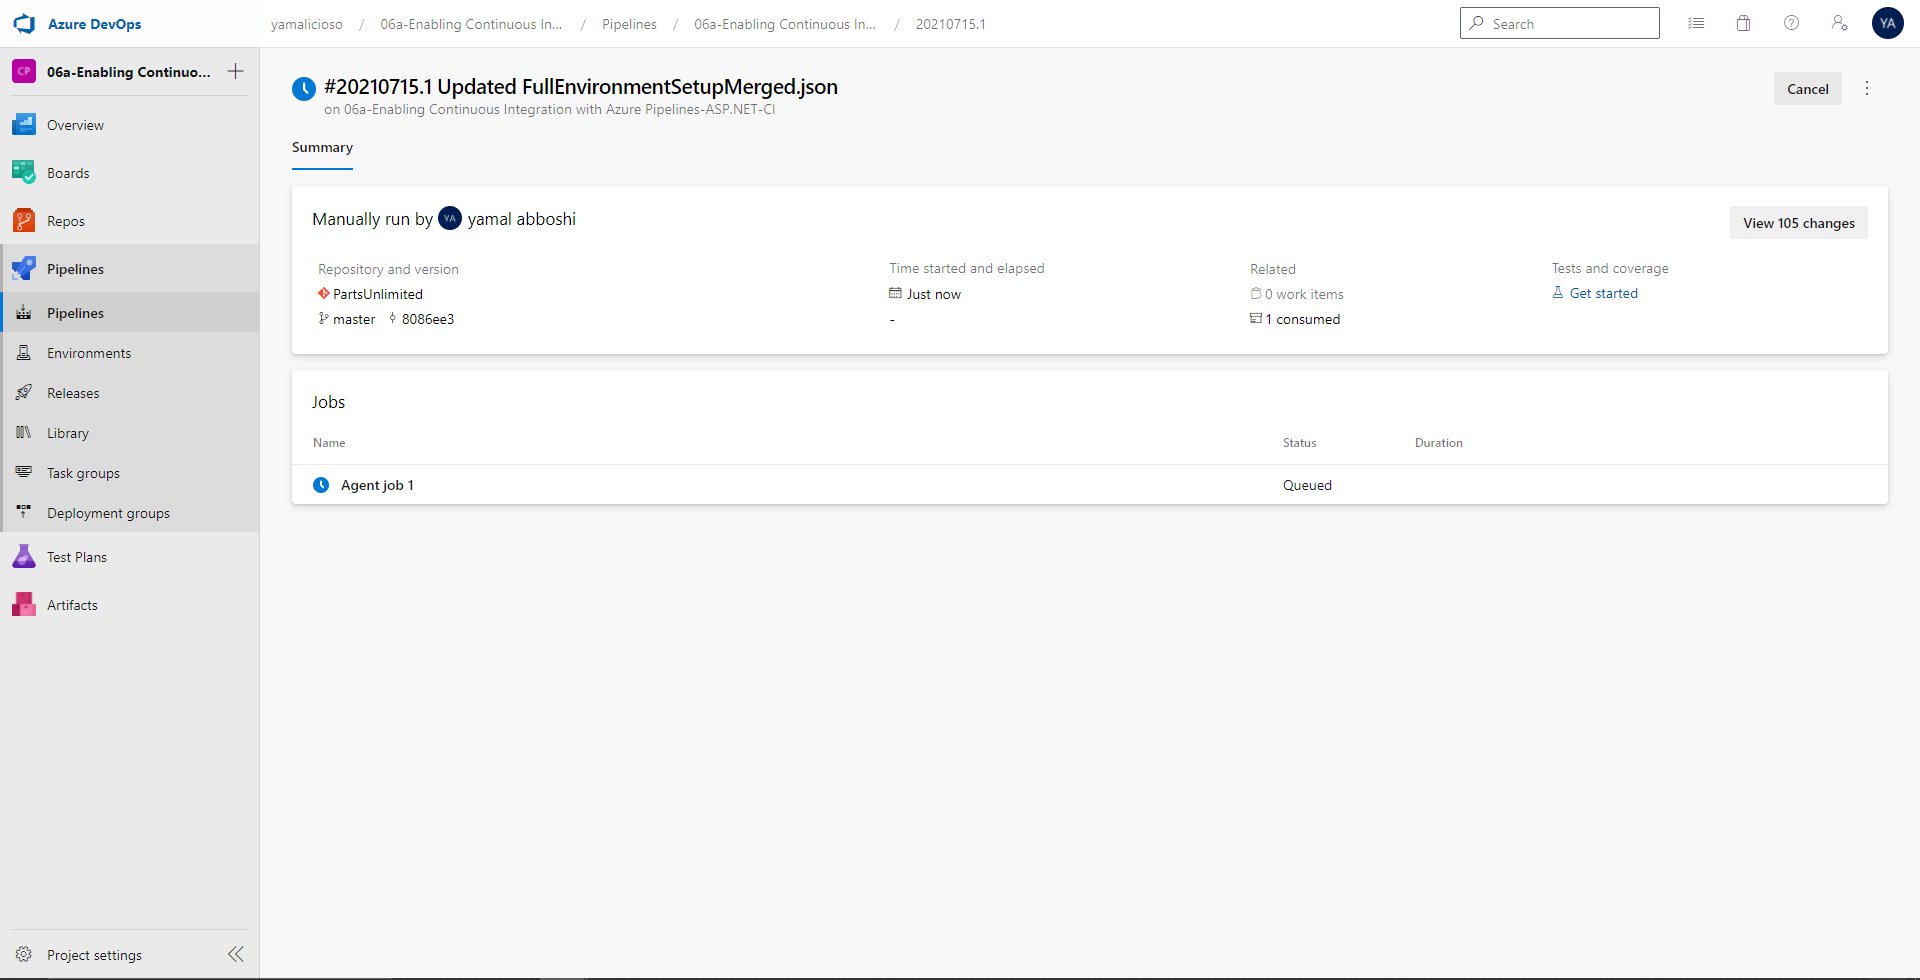 Azure DevOps
yamalicioso / 06a-Enabling Continuous In... / Pipelines / 06a-Enabling Continuous In... / 20210715.1
Search
YA
CP 06a-Enabling Continuo...
Overview
Boards
Repos
Pipelines
Pipelines
Environments
Releases
Library
Task groups
Deployment groups
Test Plans
Artifacts
Project settings
#20210715.1 Updated FullEnvironmentSetupMerged.json
on 06a-Enabling Continuous Integration with Azure Pipelines-ASP.NET-CI
Cancel
Summary
Manually run by YA yamal abboshi
View 105 changes
Repository and version
PartsUnlimited
master 8086ee3
Time started and elapsed
Just now
-
Related
0 work items
1 consumed
Tests and coverage
Get started
Jobs
Name Status Duration
Agent job 1 Queued